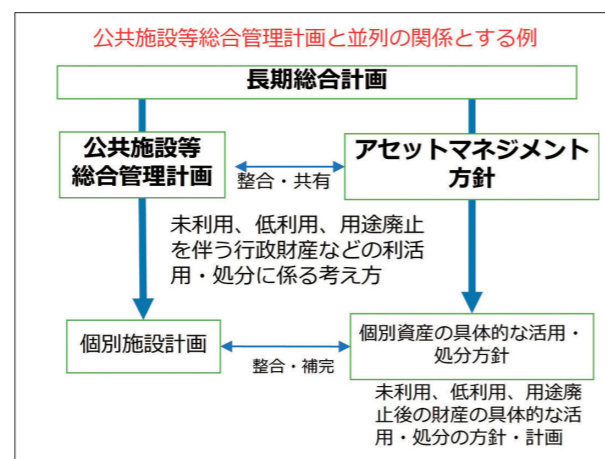 公共施設等総合管理計画と並列の関係とする例
長期総合計画
公共施設等
総合管理計画
整合・共有
アセットマネジメント
方針
未利用、低利用、用途廃止
を伴う行政財産などの利活
用・処分に係る考え方
個別施設計画
整合・補完
個別資産の具体的な活用・
処分方針
未利用、低利用、用途廃
止後の財産の具体的な活
用・処分の方針・計画